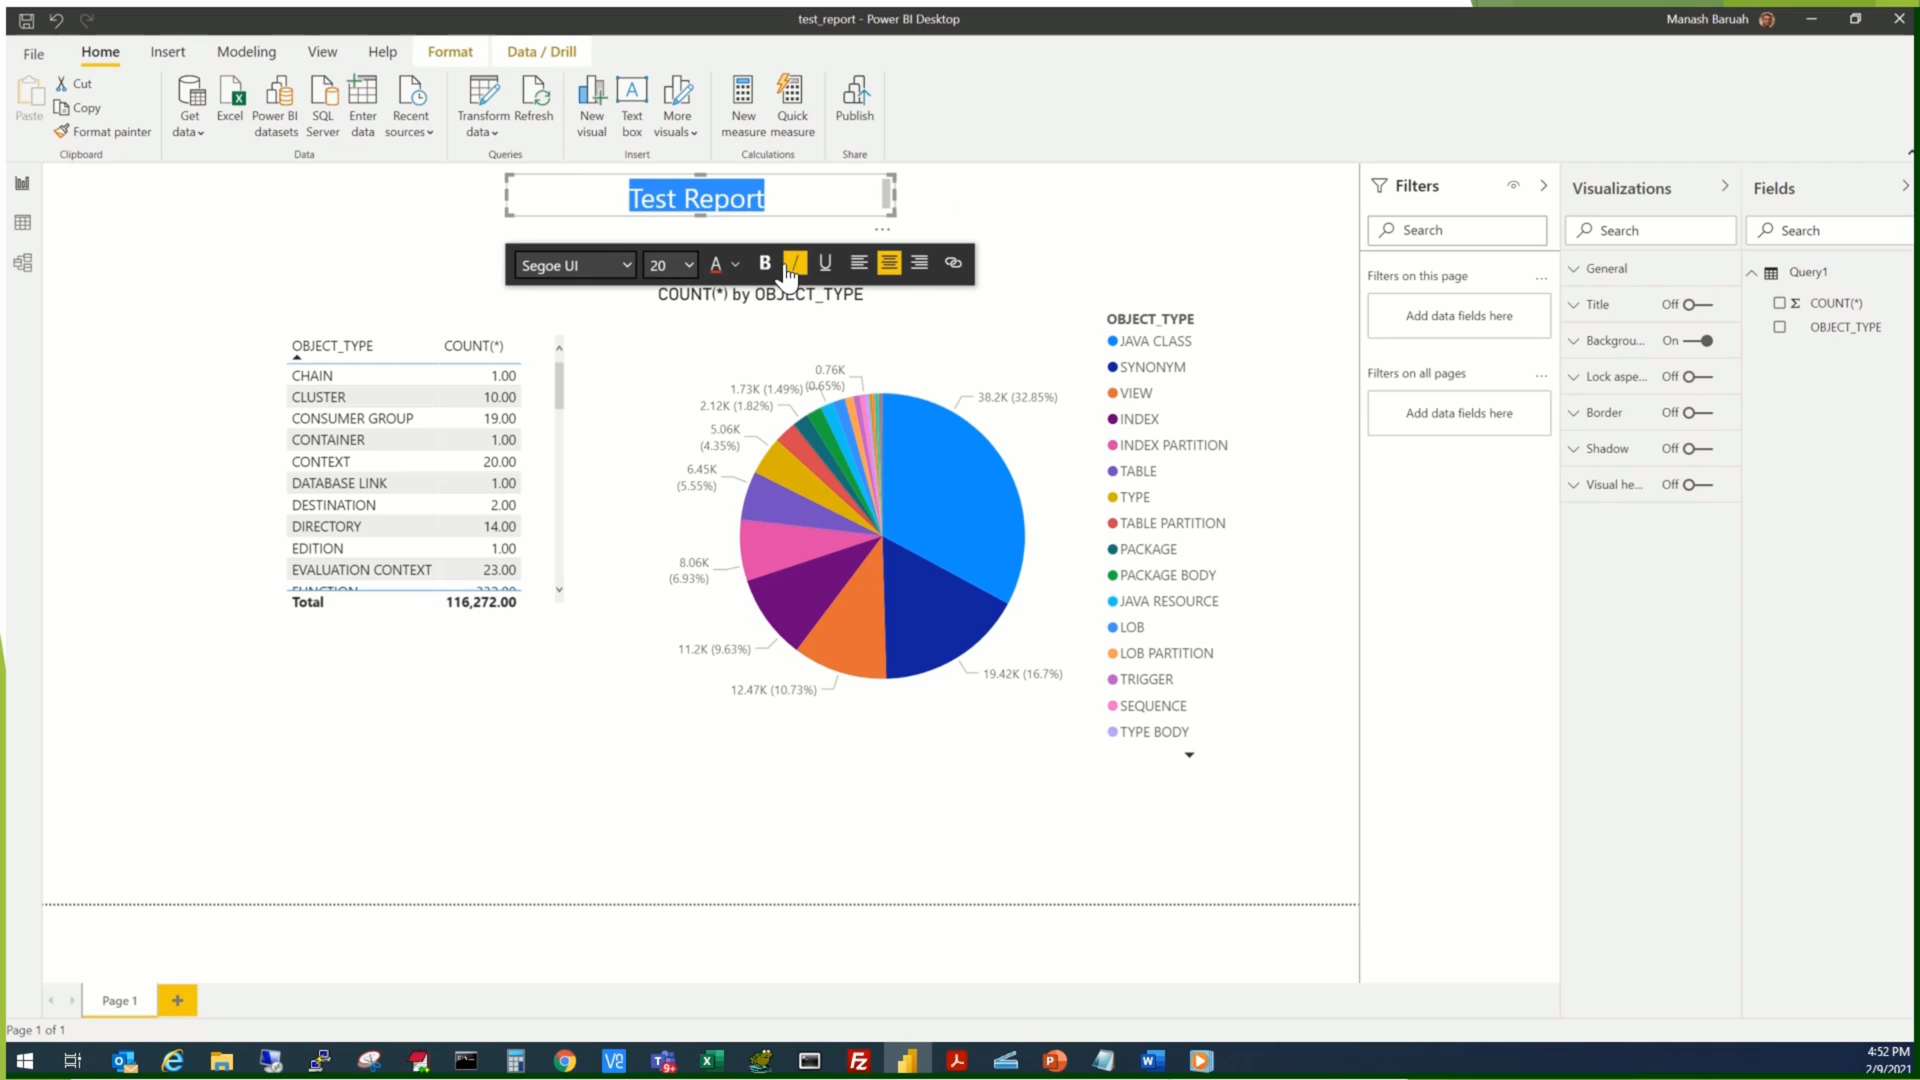 test_report - Power BI Desktop
Manash Baruah
File
Home
Insert
Modeling
View
Help
Format
Data / Drill
Paste
Cut
Copy
Format painter
Clipboard
Get data
Excel
Power BI datasets
SQL Server
Enter data
Recent sources
Data
Transform data
Refresh
Queries
New visual
Text box
More visuals
Insert
New measure
Quick measure
Calculations
Publish
Share
Test Report
Segoe UI
20
A
B
U
COUNT(*) by OBJECT_TYPE
OBJECT_TYPE COUNT(*)
CHAIN 1.00
CLUSTER 10.00
CONSUMER GROUP 19.00
CONTAINER 1.00
CONTEXT 20.00
DATABASE LINK 1.00
DESTINATION 2.00
DIRECTORY 14.00
EDITION 1.00
EVALUATION CONTEXT 23.00
Total 116,272.00
0.76K (0.65%)
1.73K (1.49%)
2.12K (1.82%)
5.06K (4.35%)
6.45K (5.55%)
8.06K (6.93%)
11.2K (9.63%)
12.47K (10.73%)
19.42K (16.7%)
38.2K (32.85%)
OBJECT_TYPE
JAVA CLASS
SYNONYM
VIEW
INDEX
INDEX PARTITION
TABLE
TYPE
TABLE PARTITION
PACKAGE
PACKAGE BODY
JAVA RESOURCE
LOB
LOB PARTITION
TRIGGER
SEQUENCE
TYPE BODY
Filters
Search
Filters on this page ...
Add data fields here
Filters on all pages ...
Add data fields here
Visualizations
Search
General
Title Off
Backgrou... On
Lock aspe... Off
Border Off
Shadow Off
Visual he... Off
Fields
Search
Query1
Σ COUNT(*)
OBJECT_TYPE
Page 1
+
Page 1 of 1
4:52 PM
2/9/2021